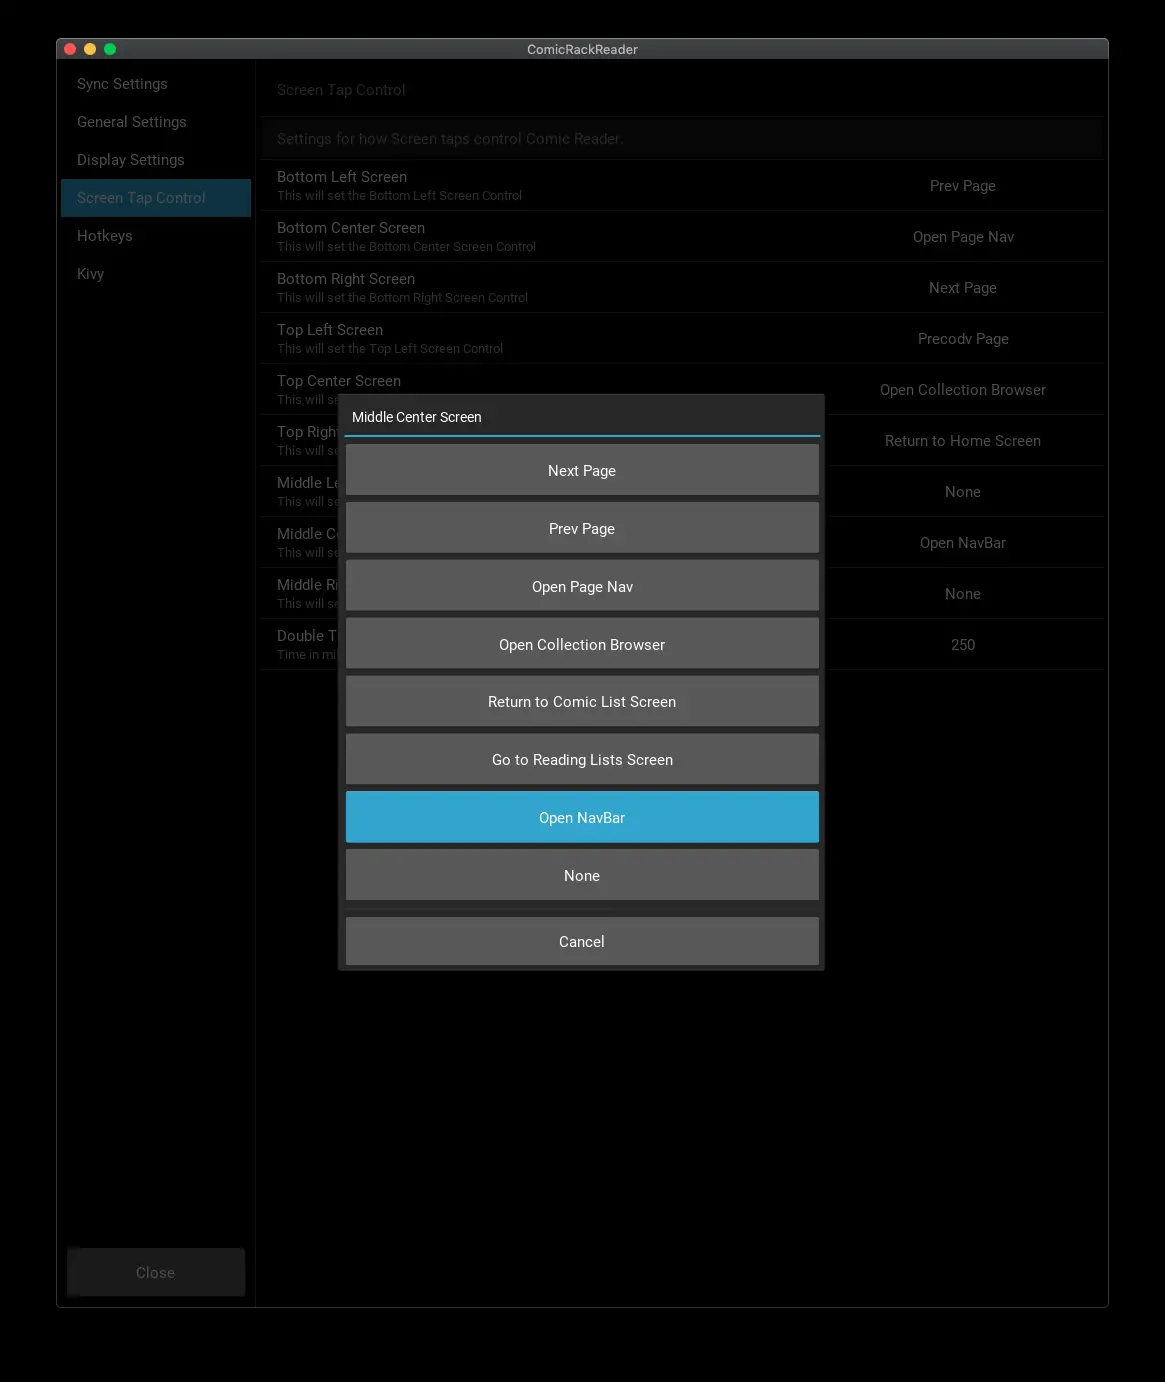 ComicRackReader
Sync Settings
General Settings
Display Settings
Screen Tap Control
Hotkeys
Kivy
Close
Screen Tap Control
Settings for how Screen taps control Comic Reader.
Bottom Left Screen
This will set the Bottom Left Screen Control
Prev Page
Bottom Center Screen
This will set the Bottom Center Screen Control
Open Page Nav
Bottom Right Screen
This will set the Bottom Right Screen Control
Next Page
Top Left Screen
This will set the Top Left Screen Control
Precodv Page
Top Center Screen
This will se
Open Collection Browser
Top Righ
This will se
Return to Home Screen
Middle Le
This will se
None
Middle C
This will se
Open NavBar
Middle Ri
This will se
None
Double T
Time in mil
250
Middle Center Screen
Next Page
Prev Page
Open Page Nav
Open Collection Browser
Return to Comic List Screen
Go to Reading Lists Screen
Open NavBar
None
Cancel